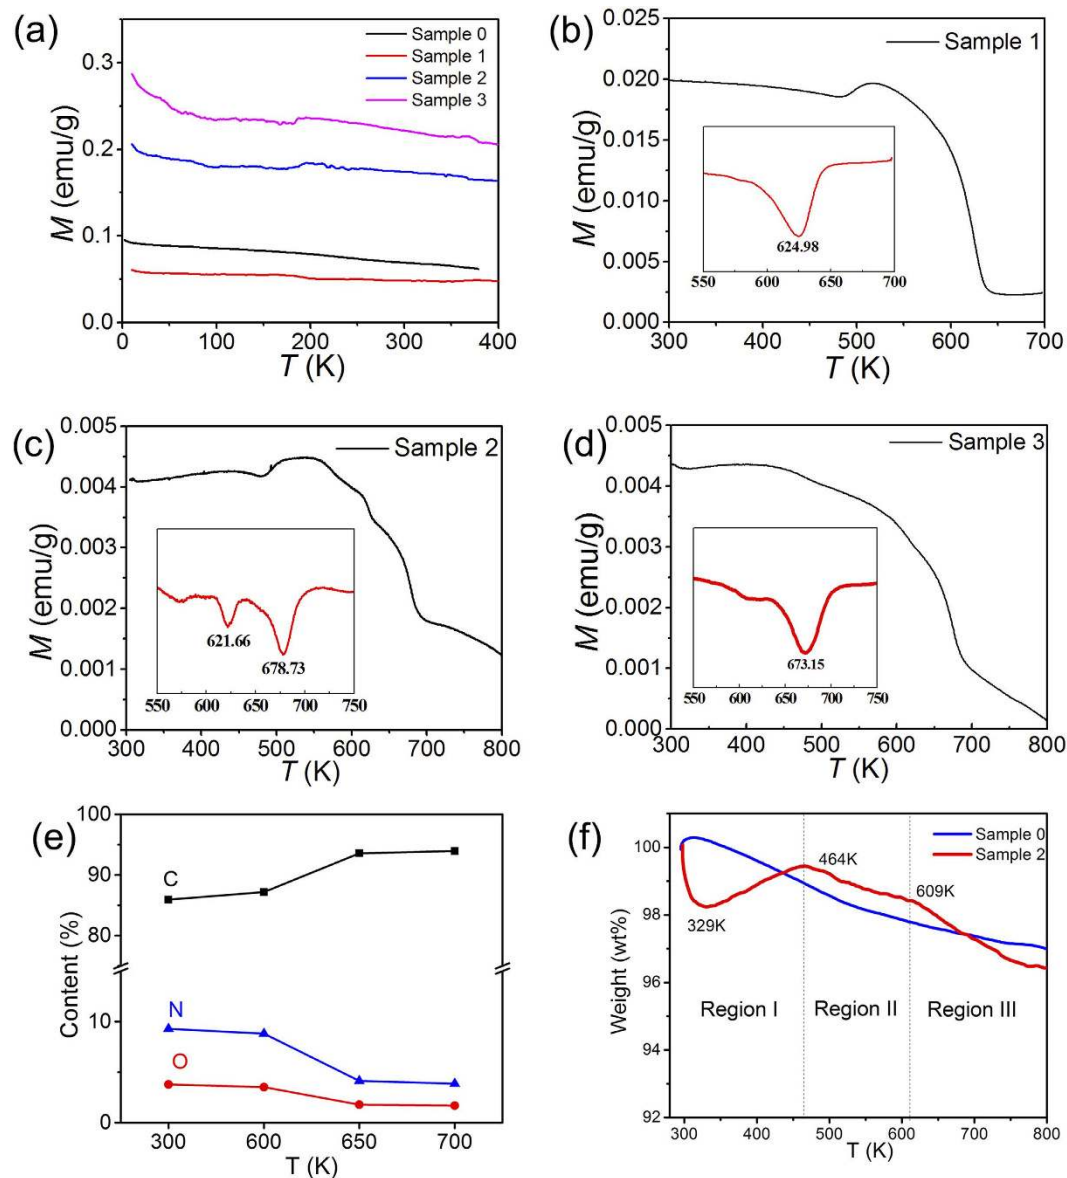 (a)
Sample 0
Sample 1
Sample 2
Sample 3
0.3
0.2
0.1
0.0
M (emu/g)
0 100 200 300 400
T (K)
(b)
Sample 1
0.025
0.020
0.015
0.010
0.005
0.000
M (emu/g)
624.98
550 600 650 700
300 400 500 600 700
T (K)
(c)
Sample 2
0.005
0.004
0.003
0.002
0.001
0.000
M (emu/g)
621.66
678.73
550 600 650 700 750
300 400 500 600 700 800
T (K)
(d)
Sample 3
0.005
0.004
0.003
0.002
0.001
0.000
M (emu/g)
673.15
550 600 650 700 750
300 400 500 600 700 800
T (K)
(e)
100
90
80
10
0
Content (%)
C
N
O
300 600 650 700
T (K)
(f)
Sample 0
Sample 2
100
98
96
94
92
Weight (wt%)
464K
609K
329K
Region I Region II Region III
300 400 500 600 700 800
T (K)